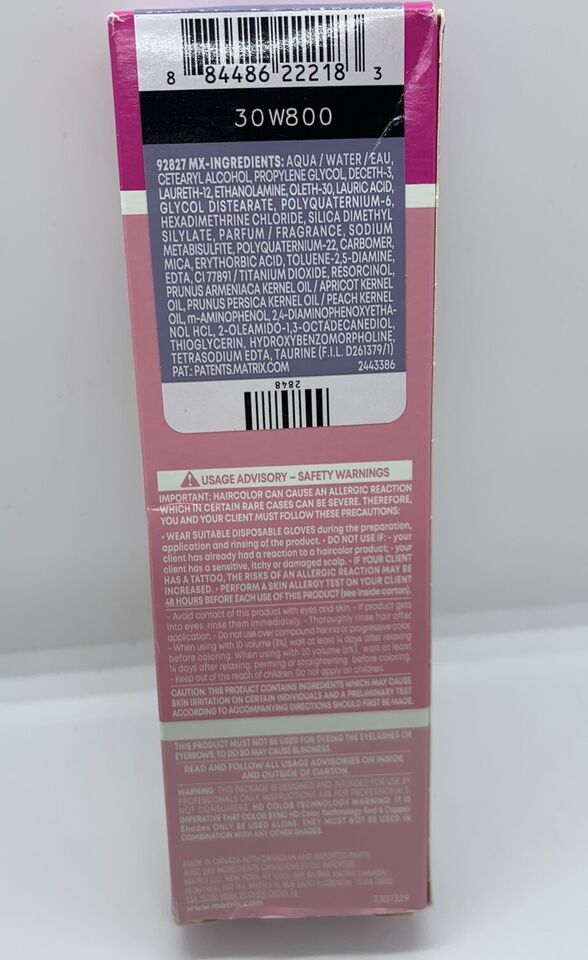 8 84486 22218 3
30W800
92827 MX-INGREDIENTS: AQUA / WATER / EAU,
CETEARYL ALCOHOL, PROPYLENE GLYCOL, DECETH-3,
LAURETH-12, ETHANOLAMINE, OLETH-30, LAURIC ACID,
GLYCOL DISTEARATE, POLYQUATERNIUM-6,
HEXADIMETHRINE CHLORIDE, SILICA DIMETHYL
SILYLATE, PARFUM / FRAGRANCE, SODIUM
METABISULFITE, POLYQUATERNIUM-22, CARBOMER,
MICA, ERYTHORBIC ACID, TOLUENE-2,5-DIAMINE,
EDTA, CI 77891 / TITANIUM DIOXIDE, RESORCINOL,
PRUNUS ARMENIACA KERNEL OIL / APRICOT KERNEL
OIL, PRUNUS PERSICA KERNEL OIL / PEACH KERNEL
OIL, m-AMINOPHENOL, 2,4-DIAMINOPHENOXYETHA-
NOL HCL, 2-OLEAMIDO-1,3-OCTADECANEDIOL,
THIOGLYCERIN, HYDROXYBENZOMORPHOLINE,
TETRASODIUM EDTA, TAURINE (F.I.L. D261379/1)
PAT.: PATENTS.MATRIX.COM 2443386
2848
USAGE ADVISORY – SAFETY WARNINGS
IMPORTANT: HAIRCOLOR CAN CAUSE AN ALLERGIC REACTION
WHICH IN CERTAIN RARE CASES CAN BE SEVERE. THEREFORE,
YOU AND YOUR CLIENT MUST FOLLOW THESE PRECAUTIONS:
• WEAR SUITABLE DISPOSABLE GLOVES during the preparation,
application and rinsing of the product. • DO NOT USE IF: - your
client has already had a reaction to a haircolor product; - your
client has a sensitive, itchy or damaged scalp. • IF YOUR CLIENT
HAS A TATTOO, THE RISKS OF AN ALLERGIC REACTION MAY BE
INCREASED. • PERFORM A SKIN ALLERGY TEST ON YOUR CLIENT
48 HOURS BEFORE EACH USE OF THIS PRODUCT (see inside carton).
- Avoid contact of this product with eyes and skin. - If product gets
into eyes, rinse them immediately. - Thoroughly rinse hair after
application. - Do not use over compound henna or progressive color.
- When using with 10 volume (3%), wait at least 14 days after relaxing
before coloring. When using with 20 volume (6%), wait at least
14 days after relaxing, perming or straightening before coloring.
- Keep out of the reach of children. Do not apply on children.
CAUTION: THIS PRODUCT CONTAINS INGREDIENTS WHICH MAY CAUSE
SKIN IRRITATION ON CERTAIN INDIVIDUALS AND A PRELIMINARY TEST
ACCORDING TO ACCOMPANYING DIRECTIONS SHOULD FIRST BE MADE.
THIS PRODUCT MUST NOT BE USED FOR DYEING THE EYELASHES OR
EYEBROWS; TO DO SO MAY CAUSE BLINDNESS.
READ AND FOLLOW ALL USAGE ADVISORIES ON INSIDE
AND OUTSIDE OF CARTON.
WARNING: THIS PACKAGE IS DESIGNED AND INTENDED FOR USE BY
PROFESSIONALS ONLY. INSTRUCTIONS ARE FOR PROFESSIONALS,
NOT CONSUMERS. HD COLOR TECHNOLOGY WARNING: IT IS
IMPERATIVE THAT COLOR SYNC HD Color Technology Red & Copper
Shades ONLY BE USED ALONE. THEY MUST NOT BE USED IN
COMBINATION WITH ANY OTHER SHADES.
MADE IN CANADA WITH CANADIAN AND IMPORTED PARTS.
AVEC DES INGRÉDIENTS CANADIENS ET/OU IMPORTÉS.
MATRIX LLC, NEW YORK, NY MATRIX CANADA/
www.matrix.com 2307329